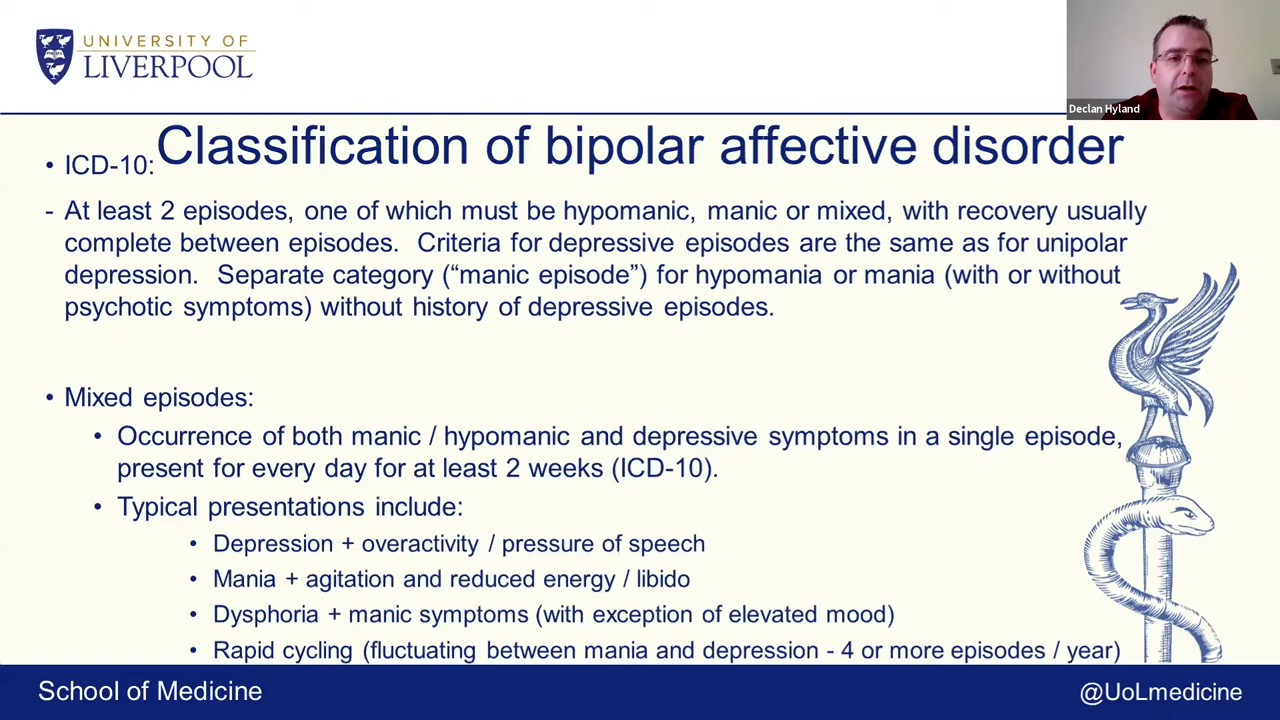 UNIVERSITY OF
LIVERPOOL
Declan Hyland
Classification of bipolar affective disorder
• ICD-10:
- At least 2 episodes, one of which must be hypomanic, manic or mixed, with recovery usually
complete between episodes. Criteria for depressive episodes are the same as for unipolar
depression. Separate category (“manic episode”) for hypomania or mania (with or without
psychotic symptoms) without history of depressive episodes.
• Mixed episodes:
• Occurrence of both manic / hypomanic and depressive symptoms in a single episode,
present for every day for at least 2 weeks (ICD-10).
• Typical presentations include:
• Depression + overactivity / pressure of speech
• Mania + agitation and reduced energy / libido
• Dysphoria + manic symptoms (with exception of elevated mood)
• Rapid cycling (fluctuating between mania and depression - 4 or more episodes / year)
School of Medicine
@UoLmedicine